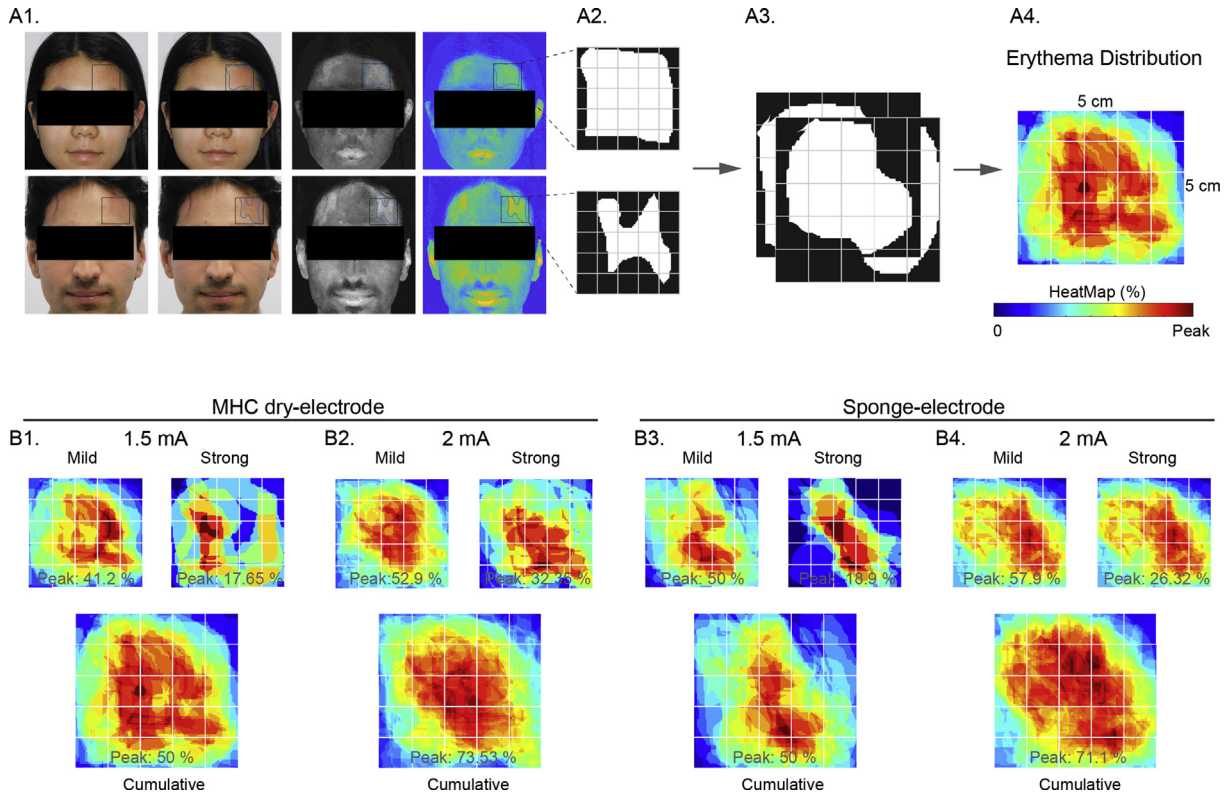 A1.
A2.
A3.
A4.
Erythema Distribution
5 cm
5 cm
HeatMap (%)
0 Peak
MHC dry-electrode
Sponge-electrode
B1. 1.5 mA
B2. 2 mA
B3. 1.5 mA
B4. 2 mA
Mild Strong
Mild Strong
Mild Strong
Mild Strong
Peak: 41.2 %
Peak: 17.65 %
Peak:52.9 %
Peak: 32.35 %
Peak: 50 %
Peak: 18.9 %
Peak: 57.9 %
Peak: 26.32 %
Peak: 50 %
Peak: 73.53 %
Peak: 50 %
Peak: 71.1 %
Cumulative
Cumulative
Cumulative
Cumulative